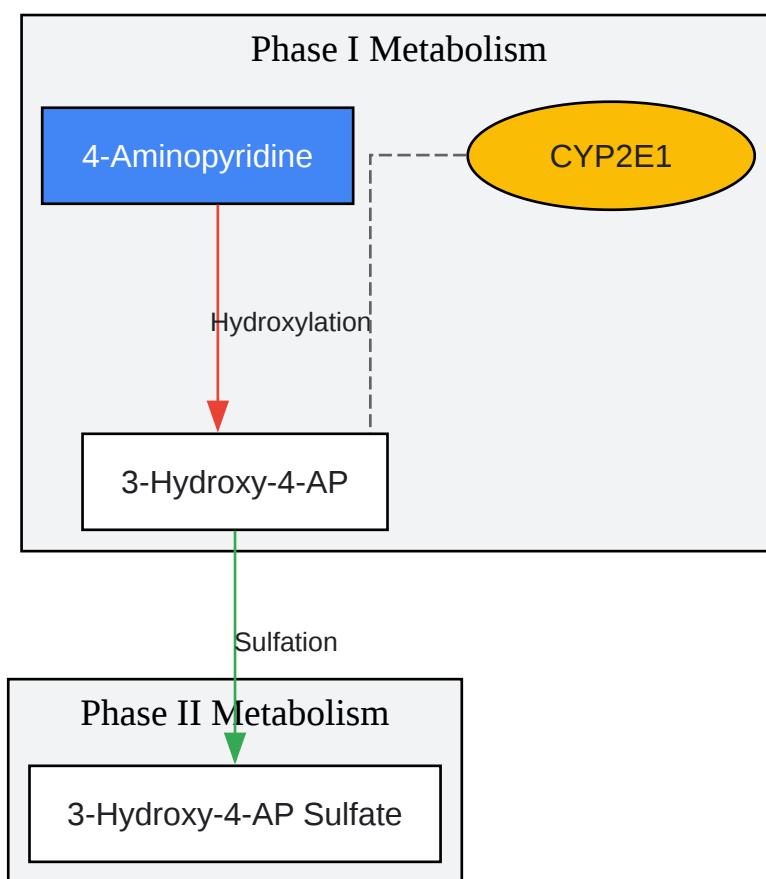 Phase I Metabolism
4-Aminopyridine
CYP2E1
Hydroxylation
3-Hydroxy-4-AP
Sulfation
Phase II Metabolism
3-Hydroxy-4-AP Sulfate